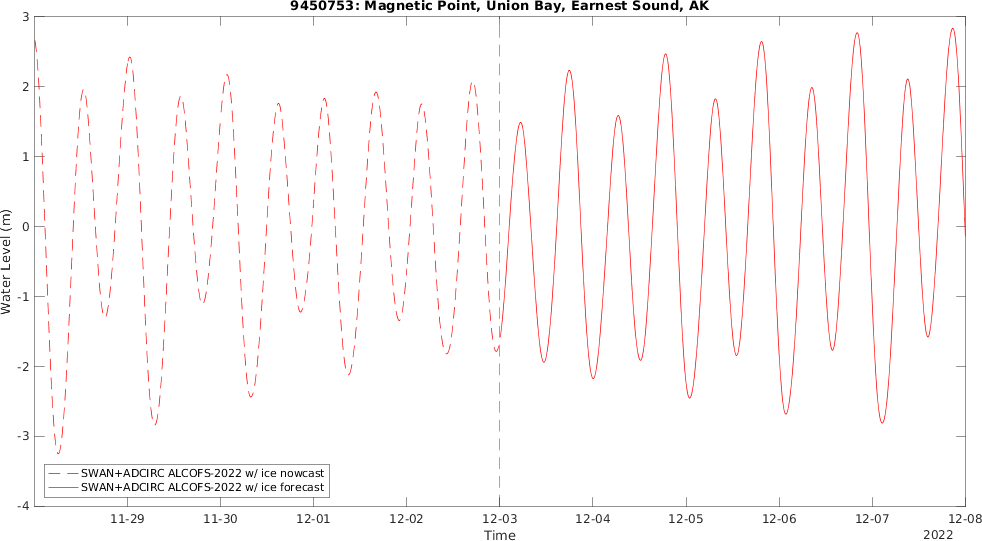 9450753: Magnetic Point, Union Bay, Earnest Sound, AK
3
2
1
0
-1
-2
-3
-4
Water Level (m)
SWAN+ADCIRC ALCOFS-2022 w/ ice nowcast
SWAN+ADCIRC ALCOFS-2022 w/ ice forecast
11-29 11-30 12-01 12-02 12-03 12-04 12-05 12-06 12-07 12-08
Time
2022